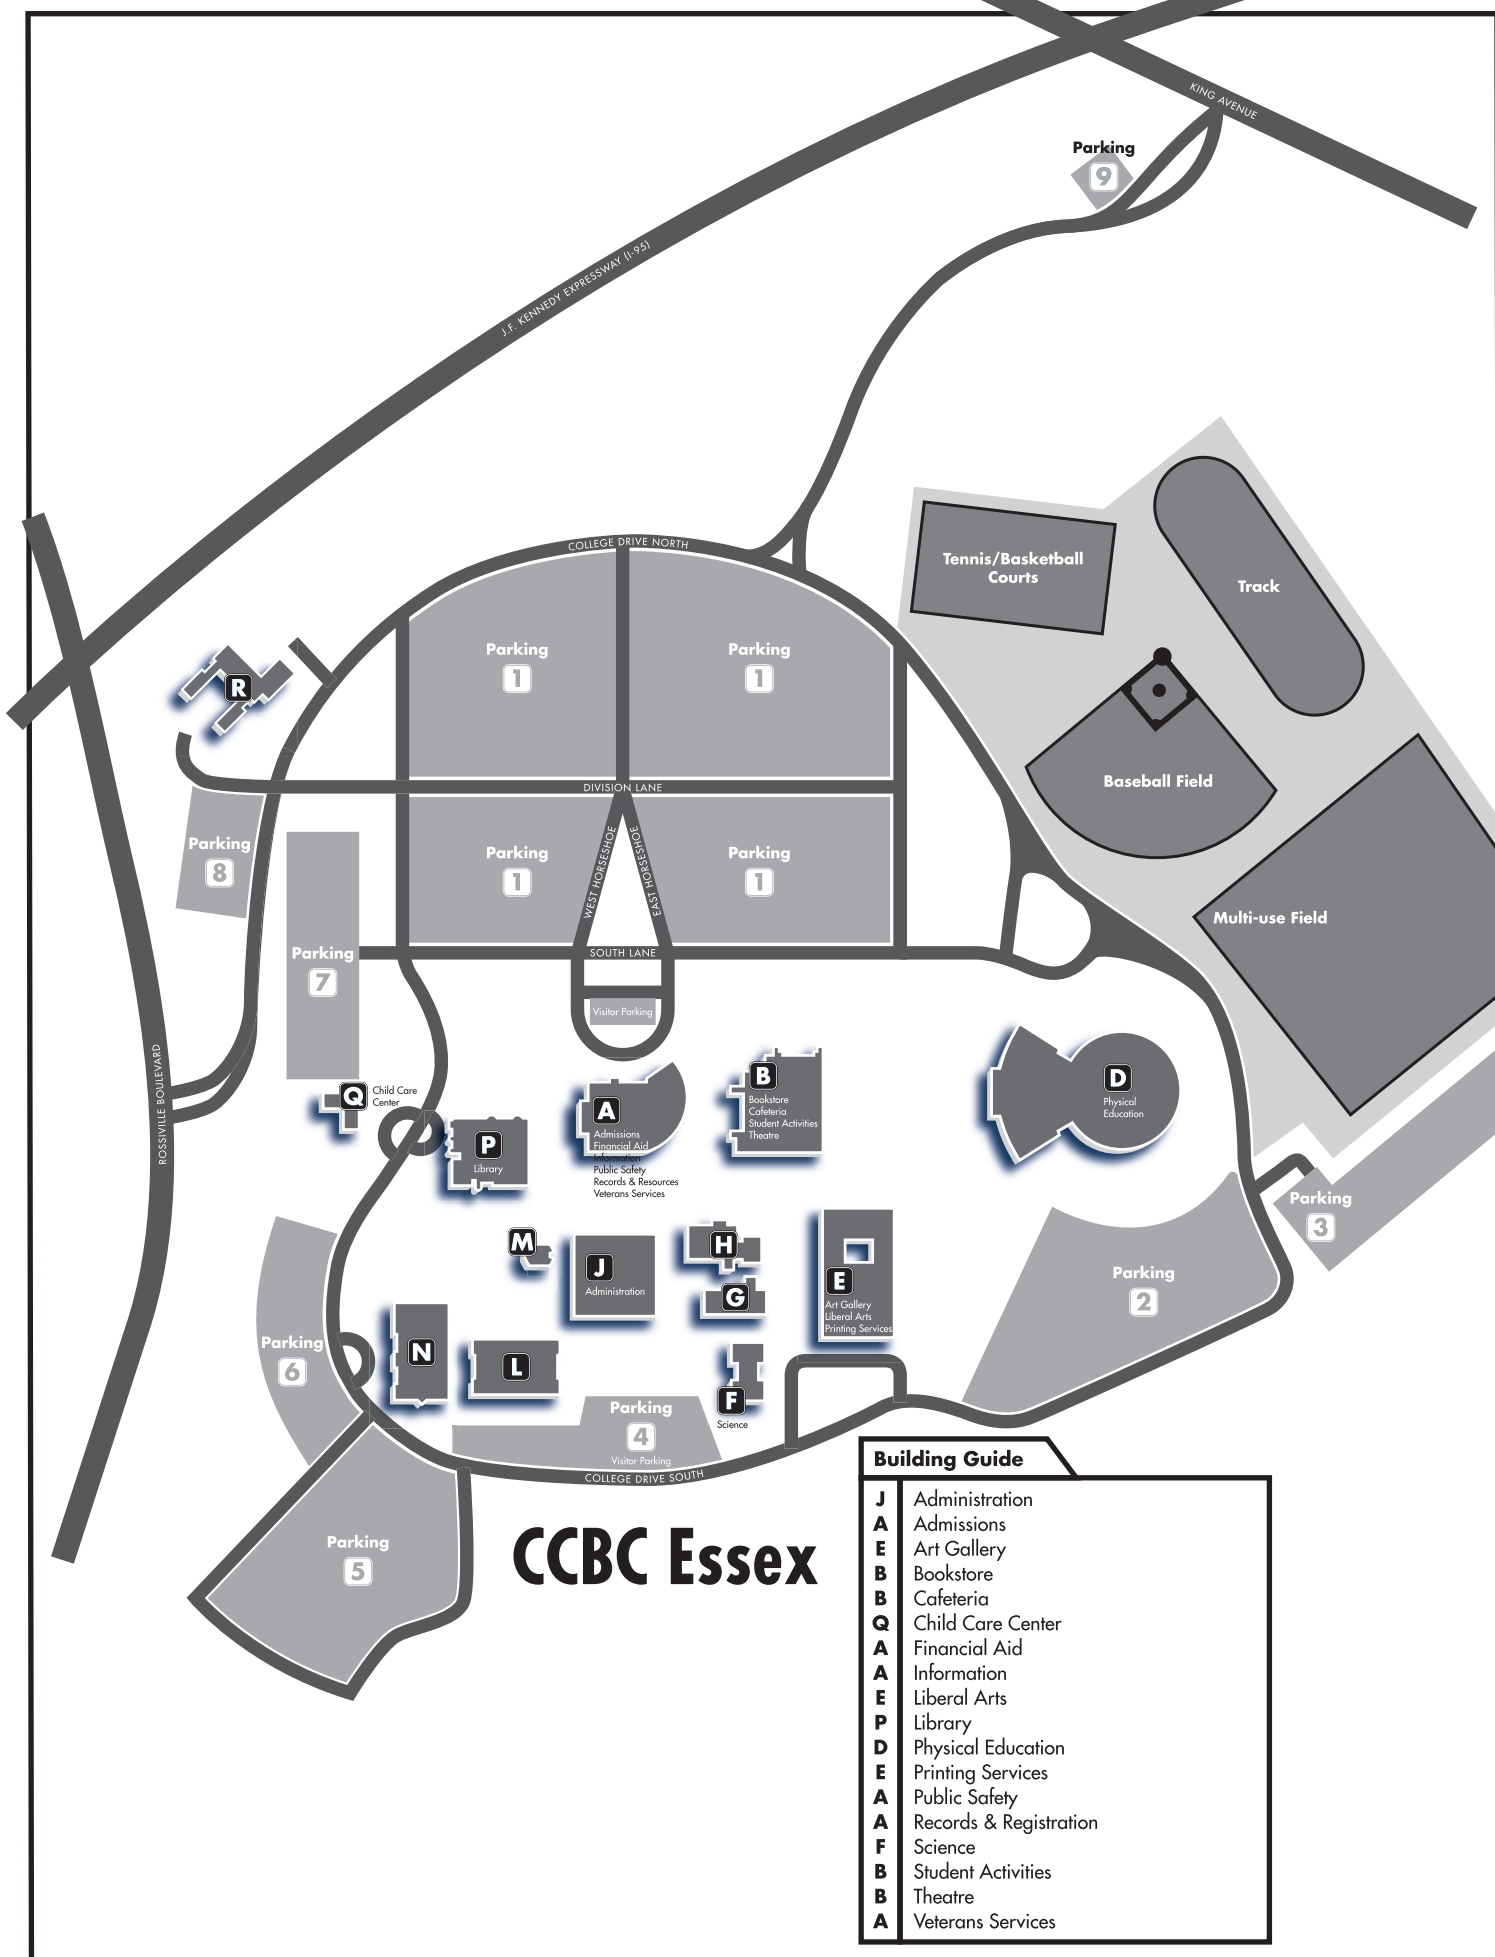 KING AVENUE
Parking
9
J.F. KENNEDY EXPRESSWAY (I-95)
COLLEGE DRIVE NORTH
Tennis/Basketball
Courts
Track
Parking
1
Parking
1
R
Baseball Field
DIVISION LANE
Parking
8
Parking
1
Parking
1
WEST HORSESHOE
EAST HORSESHOE
Multi-use Field
Parking
7
SOUTH LANE
Visitor Parking
ROSSIVILLE BOULEVARD
Q
Child Care
Center
A
Admissions
Financial Aid
Information
Public Safety
Records & Resources
Veterans Services
B
Bookstore
Cafeteria
Student Activities
Theatre
D
Physical
Education
P
Library
Parking
3
M
J
Administration
H
G
E
Art Gallery
Liberal Arts
Printing Services
Parking
2
Parking
6
N
L
F
Science
Parking
4
Visitor Parking
COLLEGE DRIVE SOUTH
Parking
5
CCBC Essex
Building Guide
J Administration
A Admissions
E Art Gallery
B Bookstore
B Cafeteria
Q Child Care Center
A Financial Aid
A Information
E Liberal Arts
P Library
D Physical Education
E Printing Services
A Public Safety
A Records & Registration
F Science
B Student Activities
B Theatre
A Veterans Services